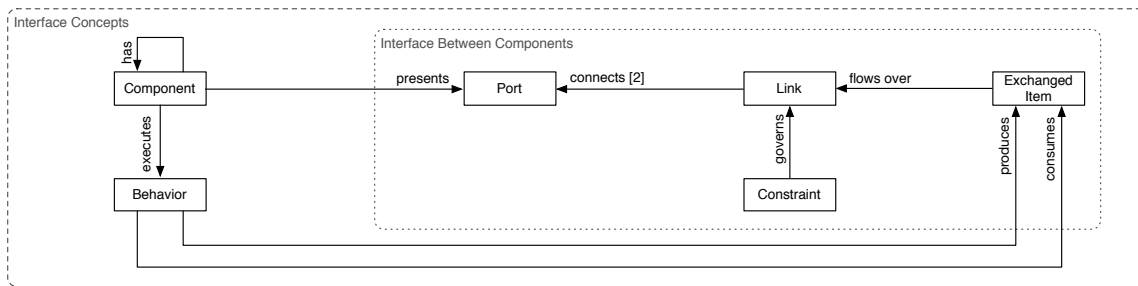 Interface Concepts
Interface Between Components
has
Component
presents
Port
connects [2]
Link
flows over
Exchanged
Item
executes
governs
produces
consumes
Behavior
Constraint